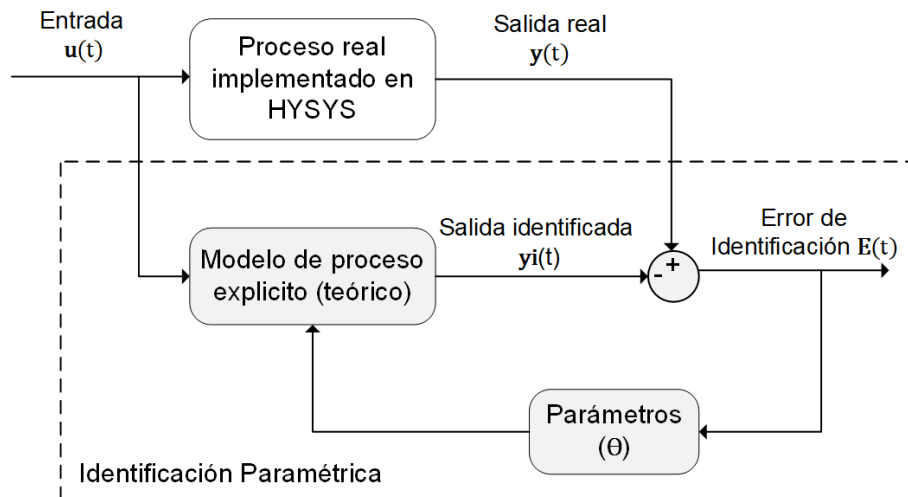 Entrada
u(t)
Proceso real
implementado en
HYSYS
Salida real
y(t)
Modelo de proceso
explicito (teórico)
Salida identificada
yi(t)
- +
Error de
Identificación E(t)
Parámetros
(Θ)
Identificación Paramétrica